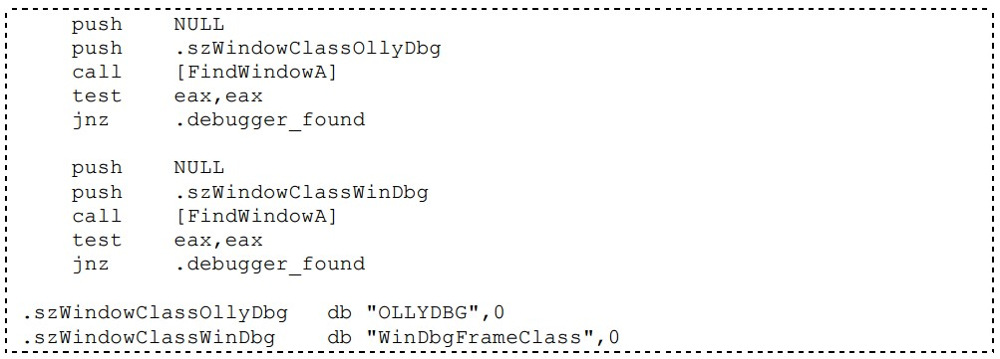 push    NULL
push    .szWindowClassOllyDbg
call    [FindWindowA]
test    eax,eax
jnz     .debugger_found
push    NULL
push    .szWindowClassWinDbg
call    [FindWindowA]
test    eax,eax
jnz     .debugger_found
.szWindowClassOllyDbg   db "OLLYDBG",0
.szWindowClassWinDbg    db "WinDbgFrameClass",0